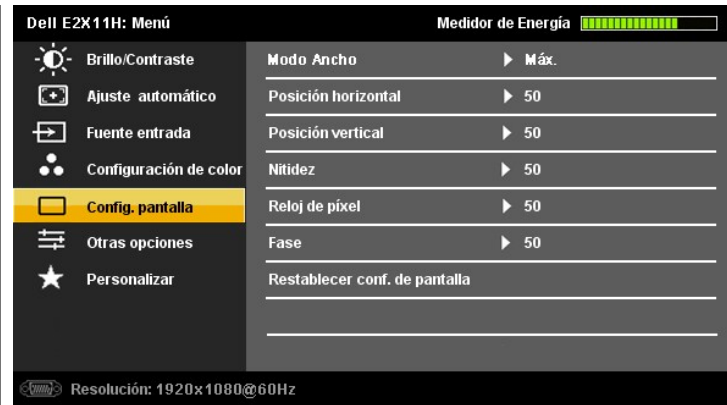 Dell E2X11H: Menú Medidor de Energía
Brillo/Contraste Modo Ancho Máx.
Ajuste automático Posición horizontal 50
Fuente entrada Posición vertical 50
Configuración de color Nitidez 50
Config. pantalla Reloj de píxel 50
Otras opciones Fase 50
Personalizar Restablecer conf. de pantalla
Resolución: 1920x1080@60Hz